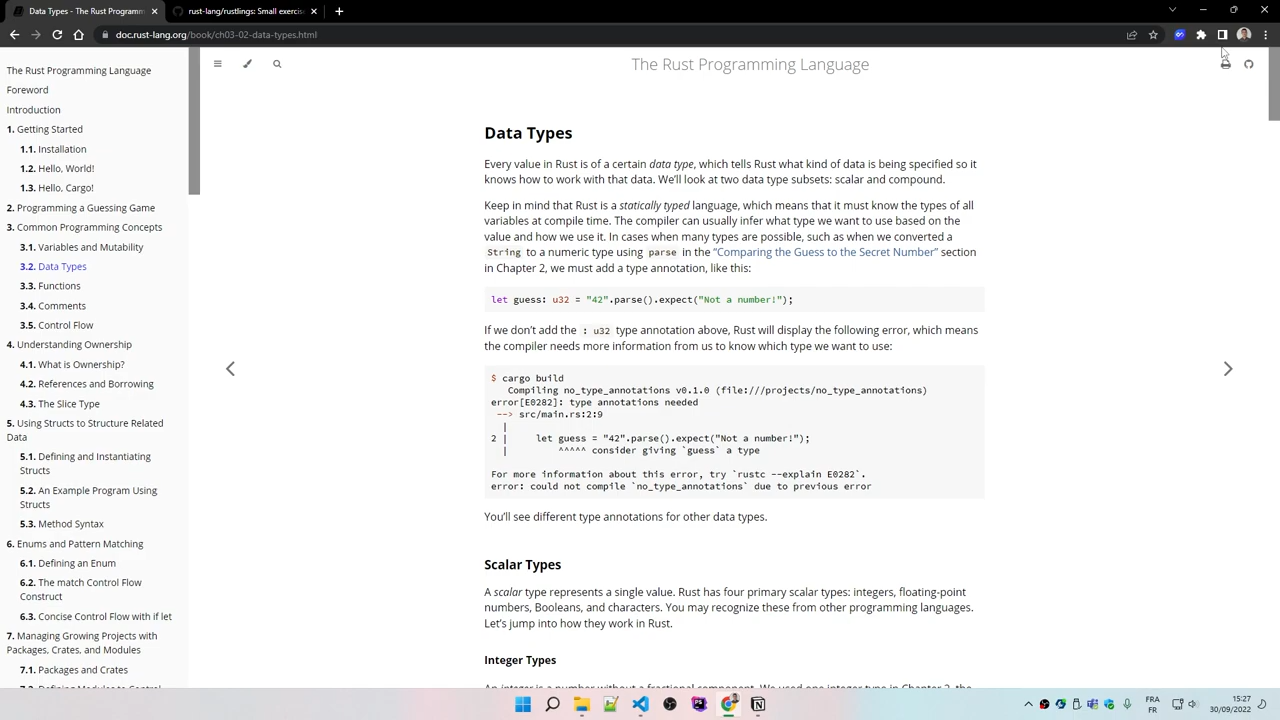 Data Types - The Rust Programm
rust-lang/rustlings: Small exercis
doc.rust-lang.org/book/ch03-02-data-types.html
The Rust Programming Language
Foreword
Introduction
1. Getting Started
1.1. Installation
1.2. Hello, World!
1.3. Hello, Cargo!
2. Programming a Guessing Game
3. Common Programming Concepts
3.1. Variables and Mutability
3.2. Data Types
3.3. Functions
3.4. Comments
3.5. Control Flow
4. Understanding Ownership
4.1. What is Ownership?
4.2. References and Borrowing
4.3. The Slice Type
5. Using Structs to Structure Related
Data
5.1. Defining and Instantiating
Structs
5.2. An Example Program Using
Structs
5.3. Method Syntax
6. Enums and Pattern Matching
6.1. Defining an Enum
6.2. The match Control Flow
Construct
6.3. Concise Control Flow with if let
7. Managing Growing Projects with
Packages, Crates, and Modules
7.1. Packages and Crates
The Rust Programming Language
Data Types
Every value in Rust is of a certain data type, which tells Rust what kind of data is being specified so it
knows how to work with that data. We'll look at two data type subsets: scalar and compound.
Keep in mind that Rust is a statically typed language, which means that it must know the types of all
variables at compile time. The compiler can usually infer what type we want to use based on the
value and how we use it. In cases when many types are possible, such as when we converted a
String to a numeric type using parse in the "Comparing the Guess to the Secret Number" section
in Chapter 2, we must add a type annotation, like this:
let guess: u32 = "42".parse().expect("Not a number!");
If we don't add the : u32 type annotation above, Rust will display the following error, which means
the compiler needs more information from us to know which type we want to use:
$ cargo build
Compiling no_type_annotations v0.1.0 (file:///projects/no_type_annotations)
error[E0282]: type annotations needed
--> src/main.rs:2:9
|
2 | let guess = "42".parse().expect("Not a number!");
| ^^^^^ consider giving `guess` a type
For more information about this error, try `rustc --explain E0282`.
error: could not compile `no_type_annotations` due to previous error
You'll see different type annotations for other data types.
Scalar Types
A scalar type represents a single value. Rust has four primary scalar types: integers, floating-point
numbers, Booleans, and characters. You may recognize these from other programming languages.
Let's jump into how they work in Rust.
Integer Types
An integer is a number without a fractional component. We used one integer type in Chapter 2, the
FRA
FR
15:27
30/09/2022